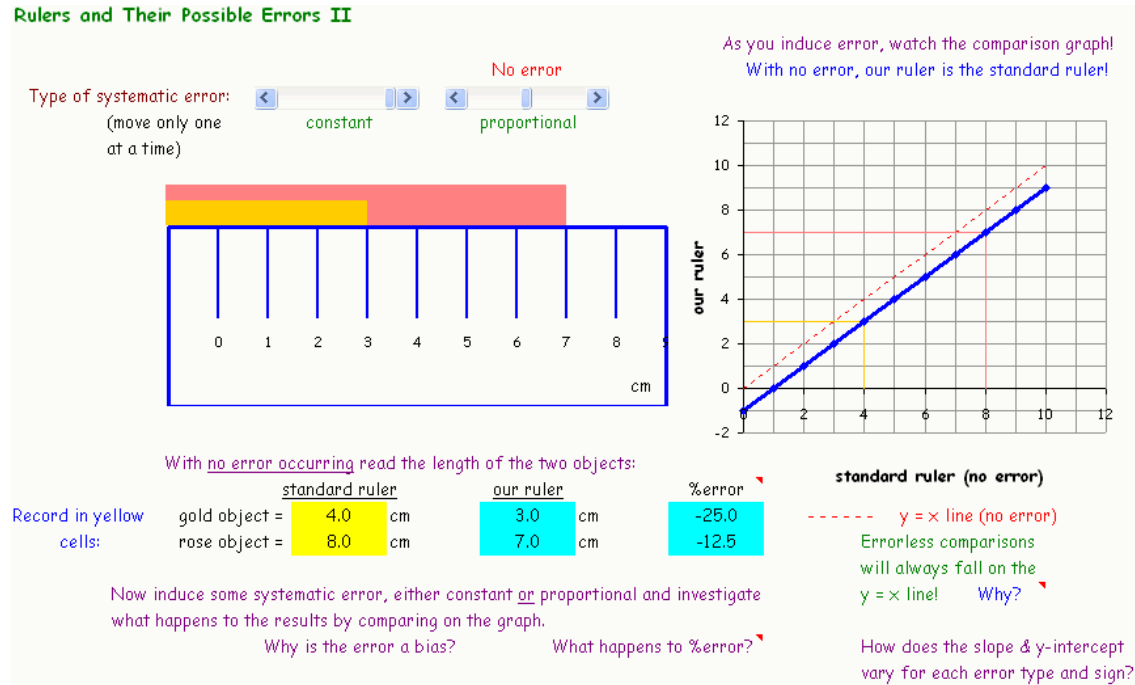 Rulers and Their Possible Errors II
As you induce error, watch the comparison graph!
With no error, our ruler is the standard ruler!
No error
Type of systematic error:
(move only one
at a time)
constant
proportional
0 1 2 3 4 5 6 7 8 9
cm
12
10
8
6
4
2
0
-2
0 2 4 6 8 10 12
our ruler
standard ruler (no error)
With no error occurring read the length of the two objects:
standard ruler our ruler %error
Record in yellow gold object = 4.0 cm 3.0 cm -25.0
cells: rose object = 8.0 cm 7.0 cm -12.5
y = x line (no error)
Errorless comparisons
will always fall on the
y = x line! Why?
Now induce some systematic error, either constant or proportional and investigate
what happens to the results by comparing on the graph.
Why is the error a bias? What happens to %error?
How does the slope & y-intercept
vary for each error type and sign?